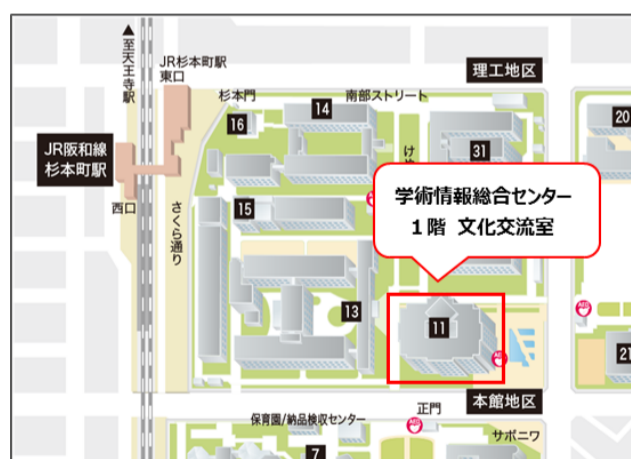 ▲至天王寺駅
JR杉本町駅
東口
杉本門
南部ストリート
理工地区
14
16
20
31
JR阪和線
杉本町駅
け
学術情報総合センター
1階 文化交流室
西口
さくら通り
15
13
11
AED
21
本館地区
保育園/納品検収センター
正門
サポニワ
7